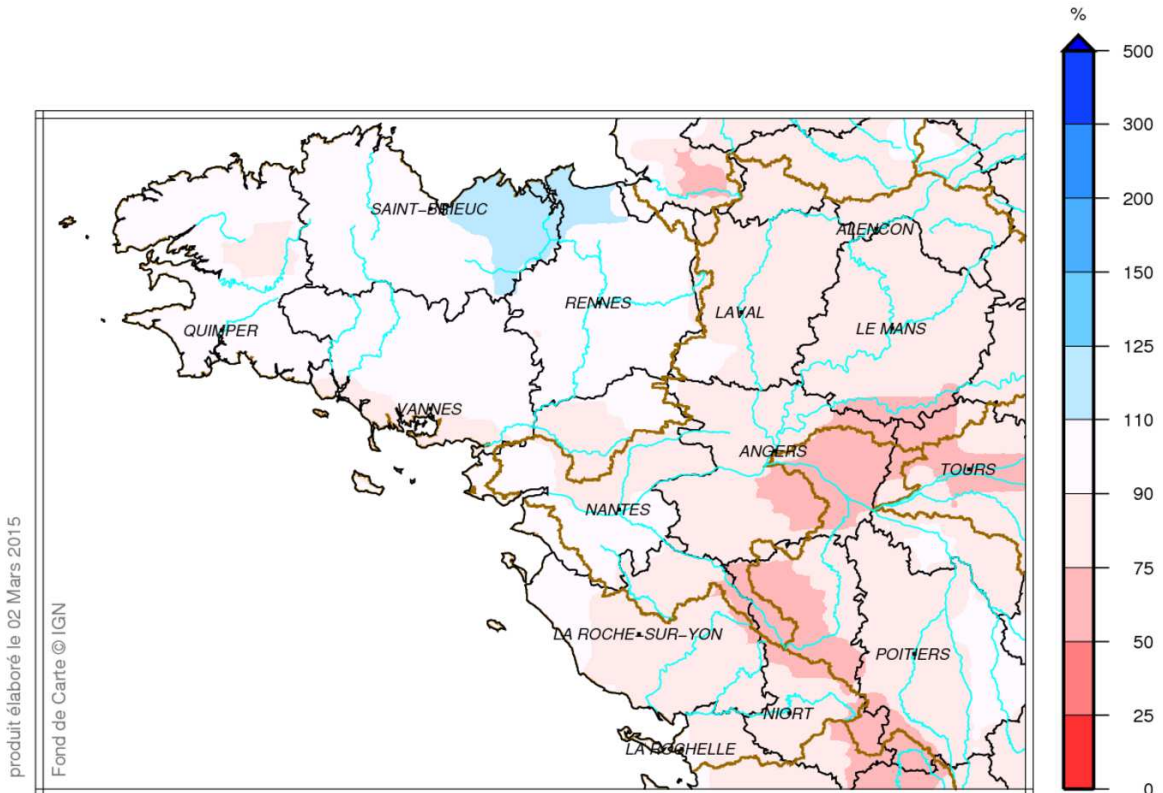 %
500
300
200
150
125
110
90
75
50
25
0
SAINT-BRIEUC
ALENCON
RENNES
LAVAL
LE MANS
QUIMPER
VANNES
ANGERS
TOURS
NANTES
LA ROCHE-SUR-YON
POITIERS
NIORT
LA ROCHELLE
produit élaboré le 02 Mars 2015
Fond de Carte © IGN